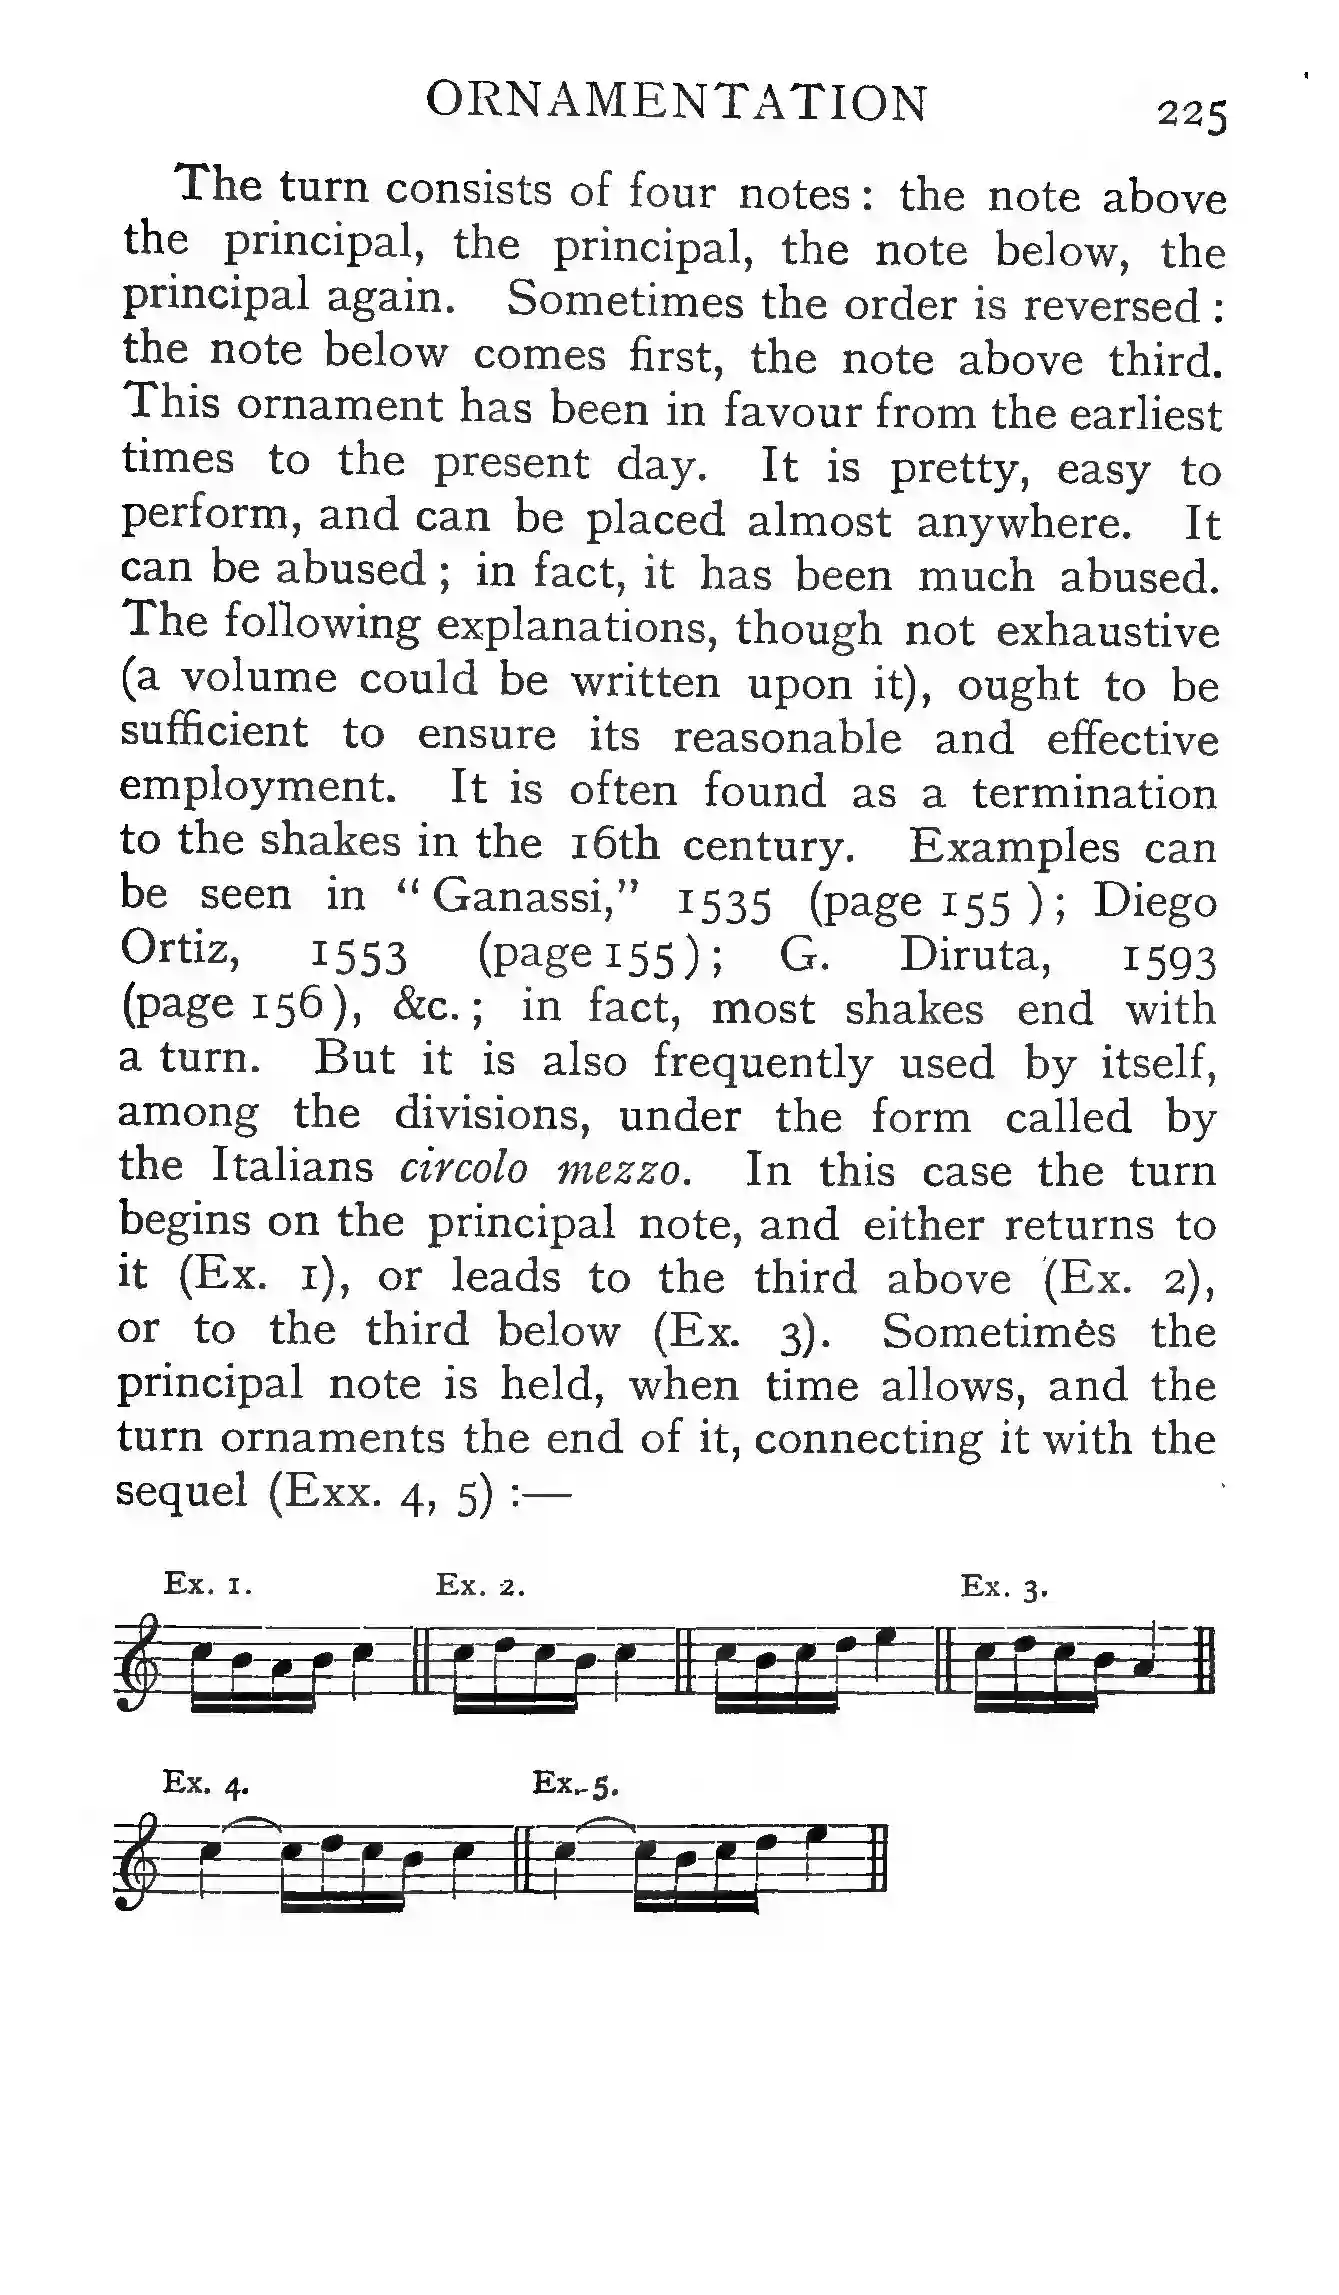 ORNAMENTATION 225
The turn consists of four notes: the note above
the principal, the principal, the note below, the
principal again. Sometimes the order is reversed:
the note below comes first, the note above third.
This ornament has been in favour from the earliest
times to the present day. It is pretty, easy to
perform, and can be placed almost anywhere. It
can be abused; in fact, it has been much abused.
The following explanations, though not exhaustive
(a volume could be written upon it), ought to be
sufficient to ensure its reasonable and effective
employment. It is often found as a termination
to the shakes in the 16th century. Examples can
be seen in “Ganassi,” 1535 (page 155); Diego
Ortiz, 1553 (page 155); G. Diruta, 1593
(page 156), &c.; in fact, most shakes end with
a turn. But it is also frequently used by itself,
among the divisions, under the form called by
the Italians circolo mezzo. In this case the turn
begins on the principal note, and either returns to
it (Ex. 1), or leads to the third above (Ex. 2),
or to the third below (Ex. 3). Sometimes the
principal note is held, when time allows, and the
turn ornaments the end of it, connecting it with the
sequel (Exx. 4, 5) :—
Ex. 1. Ex. 2. Ex. 3.
Ex. 4. Ex. 5.